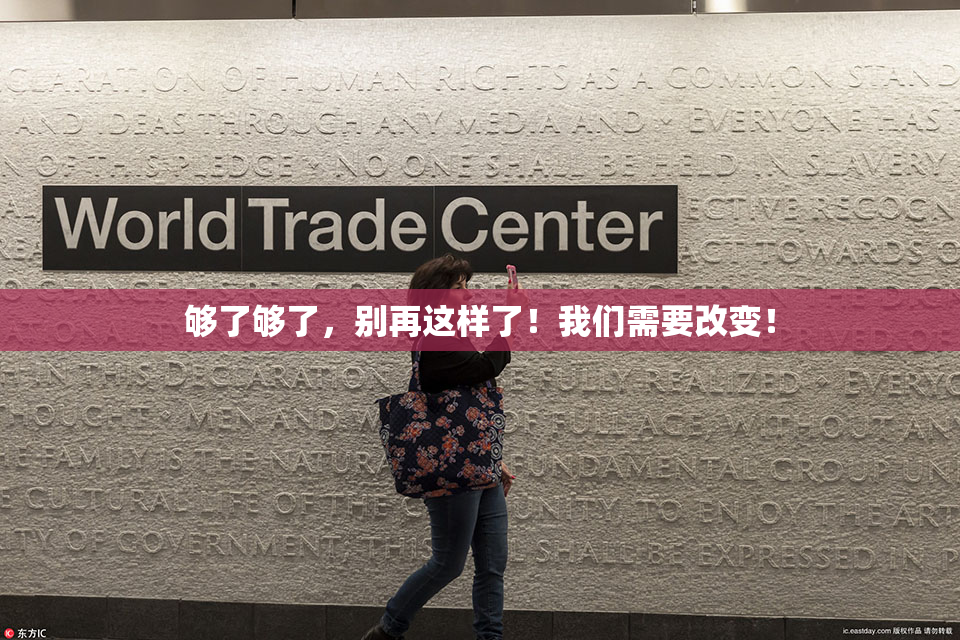 CLARATION OF HUMAN RIGHTS AS A COMMON STAND
AND IDEAS THROUGH ANY MEDIA AND EVERYONE HAS
OF THIS PLEDGE NO ONE SHALL BE HELD IN SLAVERY
World Trade Center
ECTIVE RECOGN
ACT TOWARDS O
够了够了，别再这样了！我们需要改变！
IN THIS DECLARATION FULLY REALIZED EVERYO
THOUGHT MEN AND OF FULL AGE, WITHO
E FAMILY IS THE NATURA FUNDAMENTAL GROUP
E CULTURAL LIFE OF THE UNITY, TO ENJOY THE ART
TY OF GOVERNMENT; THIS SHALL BE EXPRESSED IN P
东方IC
ic.eastday.com 版权作品 请勿转载